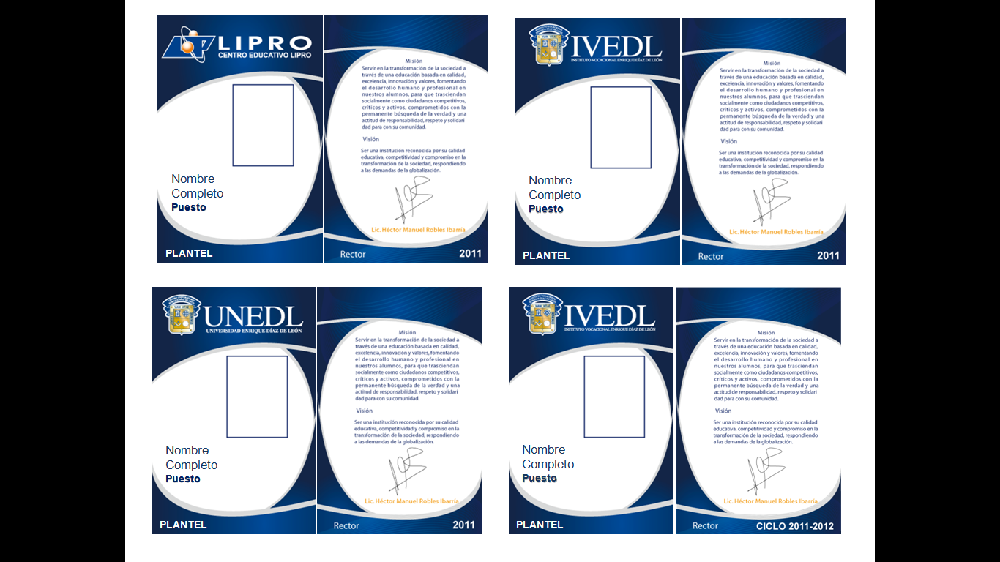 LIPRO
CENTRO EDUCATIVO LIPRO
Nombre
Completo
Puesto
PLANTEL
Misión
Servir en la transformación de la sociedad a
través de una educación basada en calidad,
excelencia, innovación y valores, fomentando
el desarrollo humano y profesional en
nuestros alumnos, para que trasciendan
socialmente como ciudadanos competitivos,
críticos y activos, comprometidos con la
permanente búsqueda de la verdad y una
actitud de responsabilidad, respeto y solidari
dad para con su comunidad.
Visión
Ser una institución reconocida por su calidad
educativa, competitividad y compromiso en la
transformación de la sociedad, respondiendo
a las demandas de la globalización.
Lic. Héctor Manuel Robles Ibarría
Rector
2011
IVEDL
INSTITUTO VOCACIONAL ENRIQUE DÍAZ DE LEÓN
Nombre
Completo
Puesto
PLANTEL
Misión
Servir en la transformación de la sociedad a
través de una educación basada en calidad,
excelencia, innovación y valores, fomentando
el desarrollo humano y profesional en
nuestros alumnos, para que trasciendan
socialmente como ciudadanos competitivos,
críticos y activos, comprometidos con la
permanente búsqueda de la verdad y una
actitud de responsabilidad, respeto y solidari
dad para con su comunidad.
Visión
Ser una institución reconocida por su calidad
educativa, competitividad y compromiso en la
transformación de la sociedad, respondiendo
a las demandas de la globalización.
Lic. Héctor Manuel Robles Ibarría
Rector
2011
UNEDL
UNIVERSIDAD ENRIQUE DÍAZ DE LEÓN
Nombre
Completo
Puesto
PLANTEL
Misión
Servir en la transformación de la sociedad a
través de una educación basada en calidad,
excelencia, innovación y valores, fomentando
el desarrollo humano y profesional en
nuestros alumnos, para que trasciendan
socialmente como ciudadanos competitivos,
críticos y activos, comprometidos con la
permanente búsqueda de la verdad y una
actitud de responsabilidad, respeto y solidari
dad para con su comunidad.
Visión
Ser una institución reconocida por su calidad
educativa, competitividad y compromiso en la
transformación de la sociedad, respondiendo
a las demandas de la globalización.
Lic. Héctor Manuel Robles Ibarría
Rector
2011
IVEDL
INSTITUTO VOCACIONAL ENRIQUE DÍAZ DE LEÓN
Nombre
Completo
Puesto
PLANTEL
Misión
Servir en la transformación de la sociedad a
través de una educación basada en calidad,
excelencia, innovación y valores, fomentando
el desarrollo humano y profesional en
nuestros alumnos, para que trasciendan
socialmente como ciudadanos competitivos,
críticos y activos, comprometidos con la
permanente búsqueda de la verdad y una
actitud de responsabilidad, respeto y solidari
dad para con su comunidad.
Visión
Ser una institución reconocida por su calidad
educativa, competitividad y compromiso en la
transformación de la sociedad, respondiendo
a las demandas de la globalización.
Lic. Héctor Manuel Robles Ibarría
Rector
CICLO 2011-2012